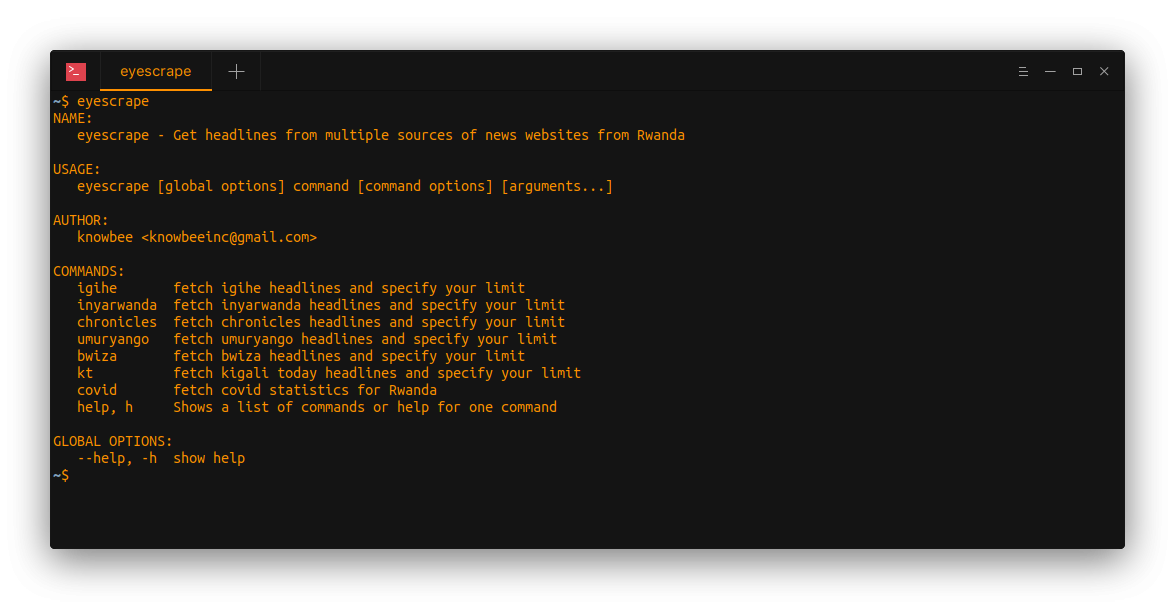 >_ eyescrape
~$ eyescrape
NAME:
   eyescrape - Get headlines from multiple sources of news websites from Rwanda

USAGE:
   eyescrape [global options] command [command options] [arguments...]

AUTHOR:
   knowbee <knowbeeinc@gmail.com>

COMMANDS:
   igihe       fetch igihe headlines and specify your limit
   inyarwanda  fetch inyarwanda headlines and specify your limit
   chronicles  fetch chronicles headlines and specify your limit
   umuryango   fetch umuryango headlines and specify your limit
   bwiza       fetch bwiza headlines and specify your limit
   kt          fetch kigali today headlines and specify your limit
   covid       fetch covid statistics for Rwanda
   help, h     Shows a list of commands or help for one command

GLOBAL OPTIONS:
   --help, -h  show help
~$